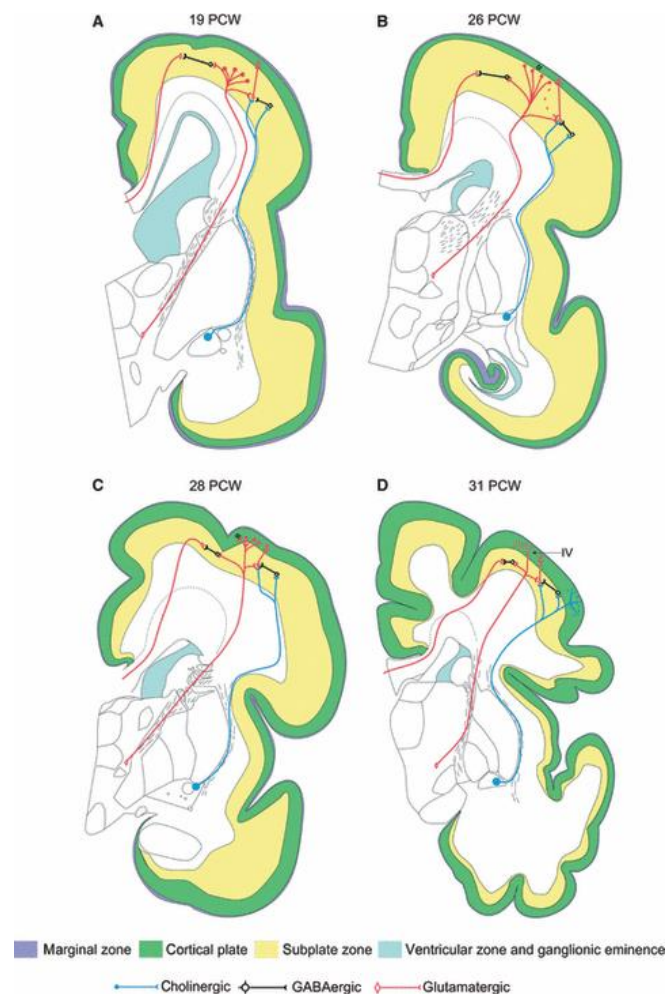 19 PCW
26 PCW
A
B
28 PCW
31 PCW
C
D
IV
Marginal zone Cortical plate Subplate zone Ventricular zone and ganglionic eminence
Cholinergic GABAergic Glutamatergic